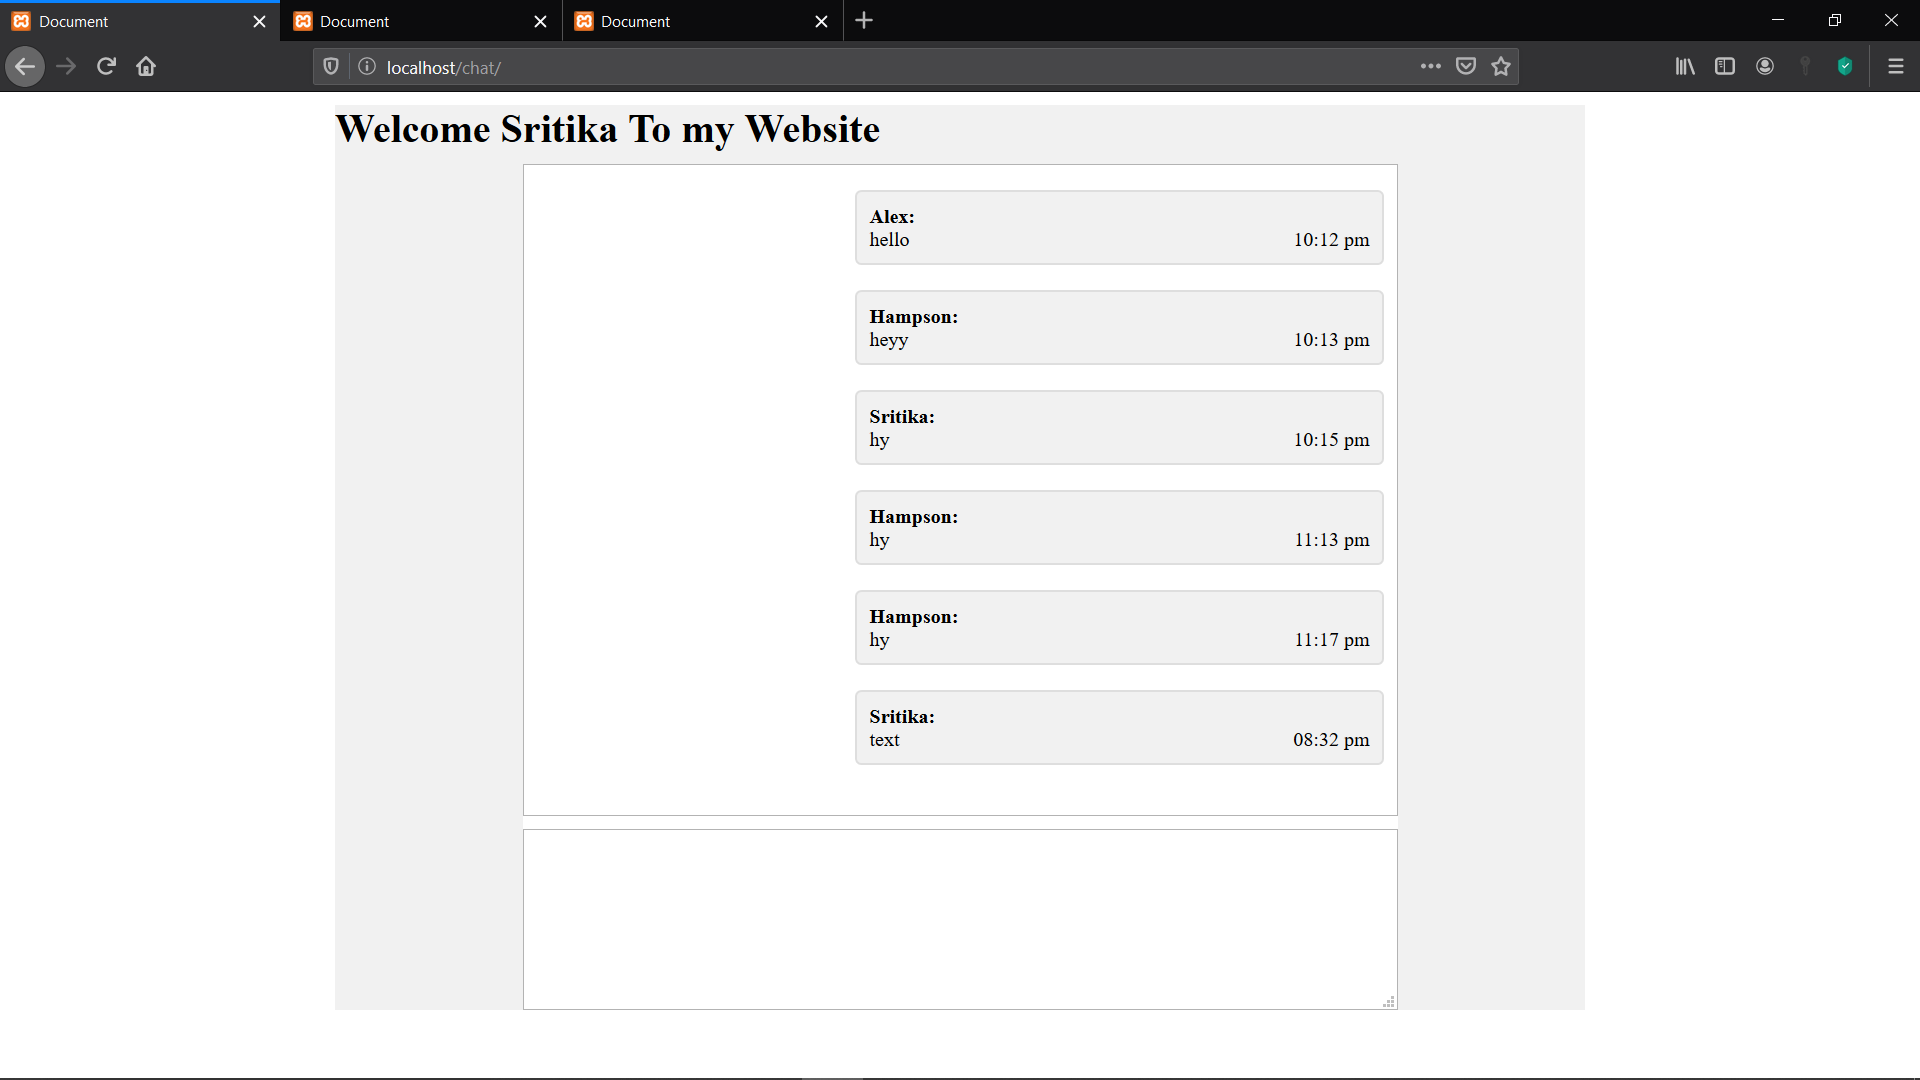 Document
Document
Document
localhost/chat/
Welcome Sritika To my Website
Alex:
hello 10:12 pm
Hampson:
heyy 10:13 pm
Sritika:
hy 10:15 pm
Hampson:
hy 11:13 pm
Hampson:
hy 11:17 pm
Sritika:
text 08:32 pm